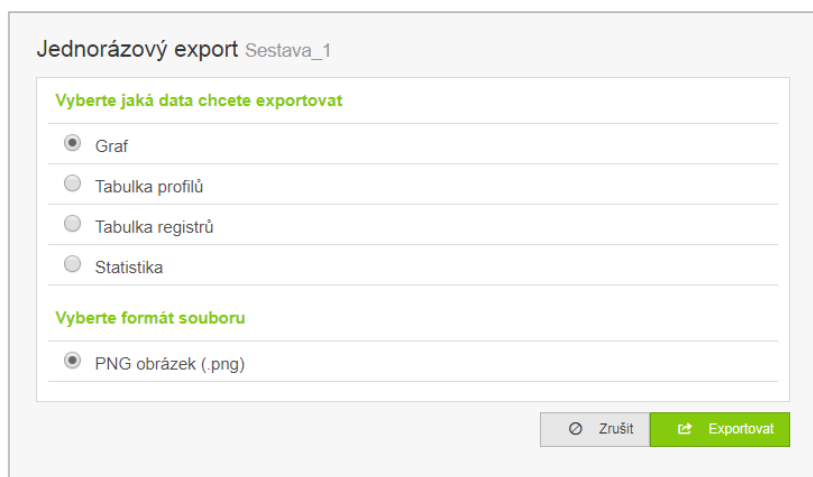 Jednorázový export Sestava_1
Vyberte jaká data chcete exportovat
Graf
Tabulka profilů
Tabulka registrů
Statistika
Vyberte formát souboru
PNG obrázek (.png)
Zrušit Exportovat